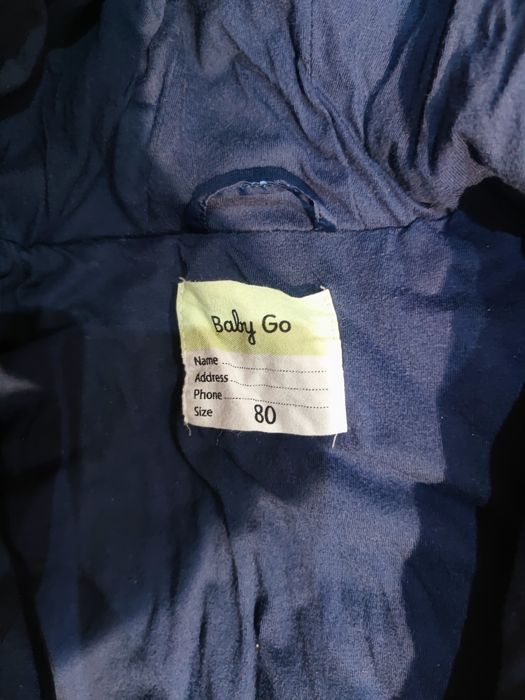 Baby Go
Name
Address
Phone
Size 80